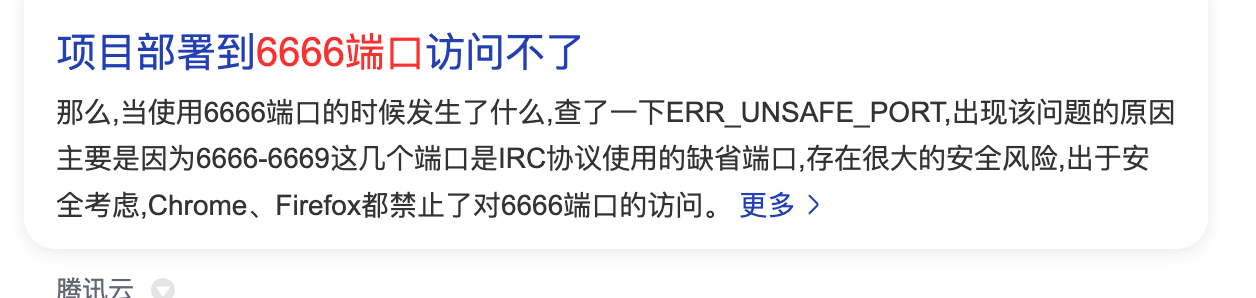 项目部署到6666端口访问不了
那么,当使用6666端口的时候发生了什么,查了一下ERR_UNSAFE_PORT,出现该问题的原因
主要是因为6666-6669这几个端口是IRC协议使用的缺省端口,存在很大的安全风险,出于安
全考虑,Chrome、Firefox都禁止了对6666端口的访问。 更多 >
腾讯云